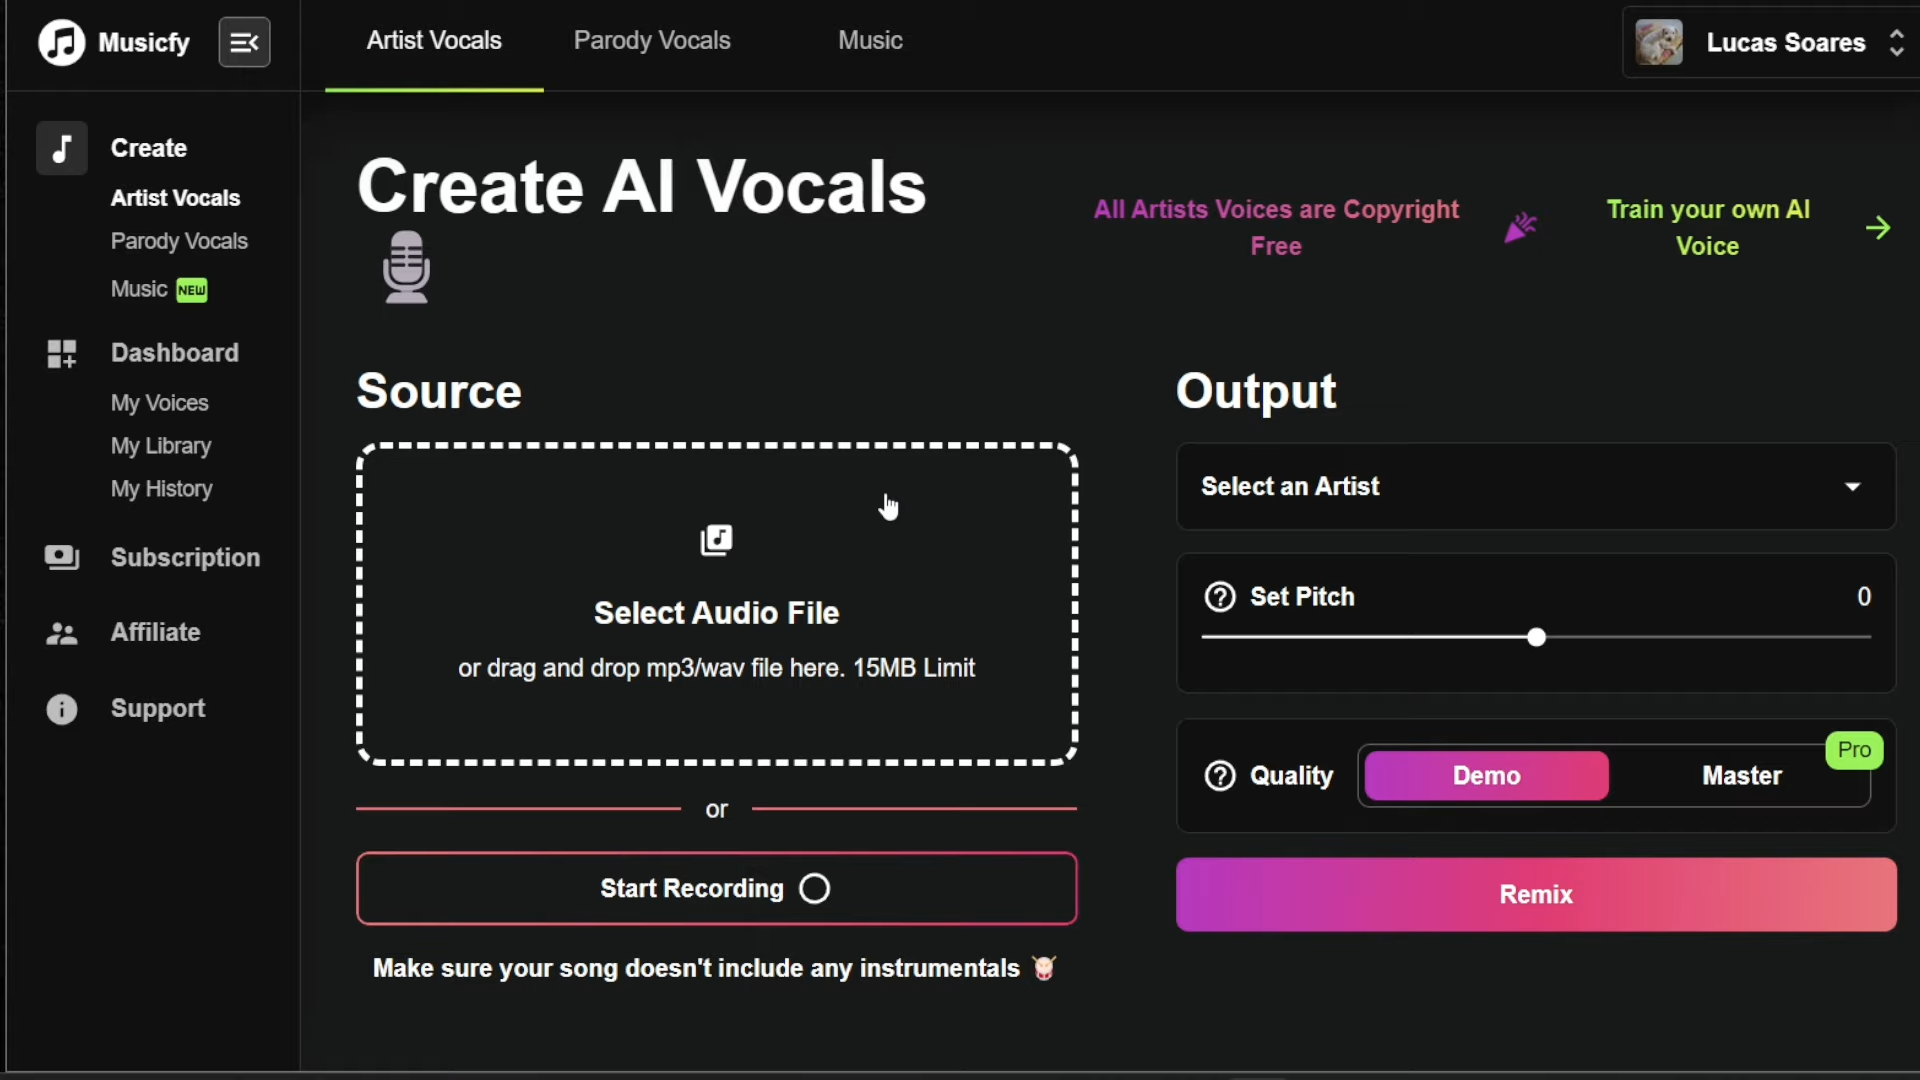 Musicfy
Artist Vocals
Parody Vocals
Music
Lucas Soares
Create
Artist Vocals
Parody Vocals
Music NEW
Dashboard
My Voices
My Library
My History
Subscription
Affiliate
Support
Create AI Vocals
All Artists Voices are Copyright
Free
Train your own AI
Voice
Source
Select Audio File
or drag and drop mp3/wav file here. 15MB Limit
or
Start Recording
Make sure your song doesn't include any instrumentals
Output
Select an Artist
Set Pitch 0
Quality Demo Master Pro
Remix